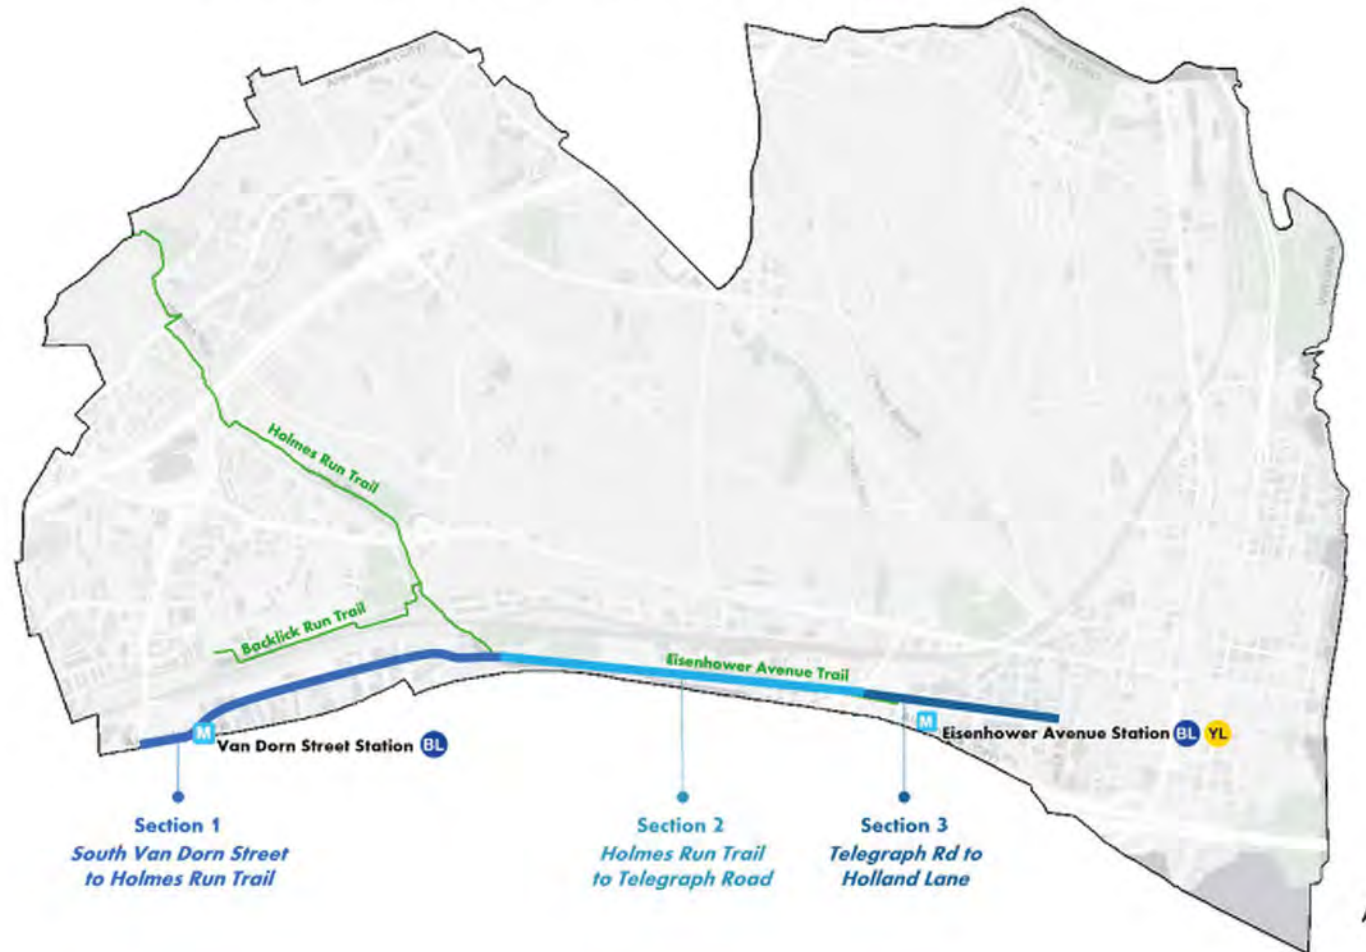 Holmes Run Trail
Backlick Run Trail
Eisenhower Avenue Trail
M
Van Dorn Street Station BL
M
Eisenhower Avenue Station BL YL
Section 1
South Van Dorn Street
to Holmes Run Trail
Section 2
Holmes Run Trail
to Telegraph Road
Section 3
Telegraph Rd to
Holland Lane